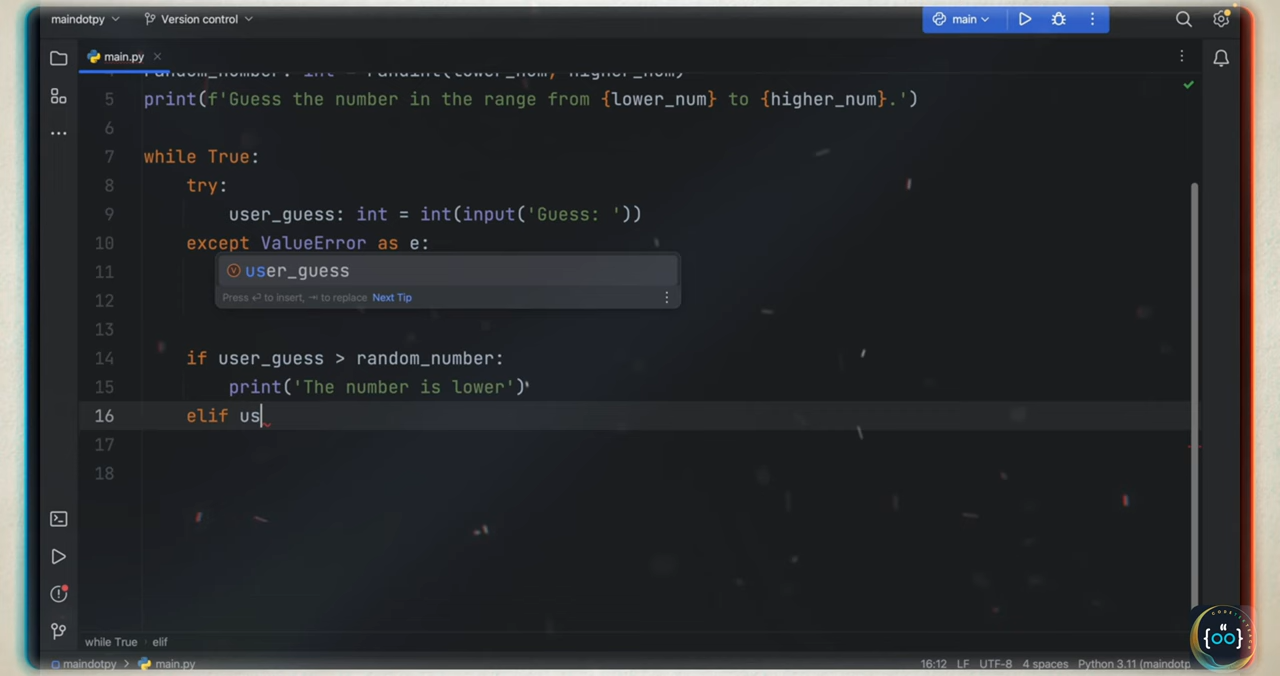 maindotpy
Version control
main
main.py
5 print(f'Guess the number in the range from {lower_num} to {higher_num}.')
6
7 while True:
8 try:
9 user_guess: int = int(input('Guess: '))
10 except ValueError as e:
11 user_guess
Press ⏎ to insert, ⇥ to replace Next Tip
12
13
14 if user_guess > random_number:
15 print('The number is lower')
16 elif us
17
18
while True › elif
maindotpy › main.py
16:12 LF UTF-8 4 spaces Python 3.11 (maindotp